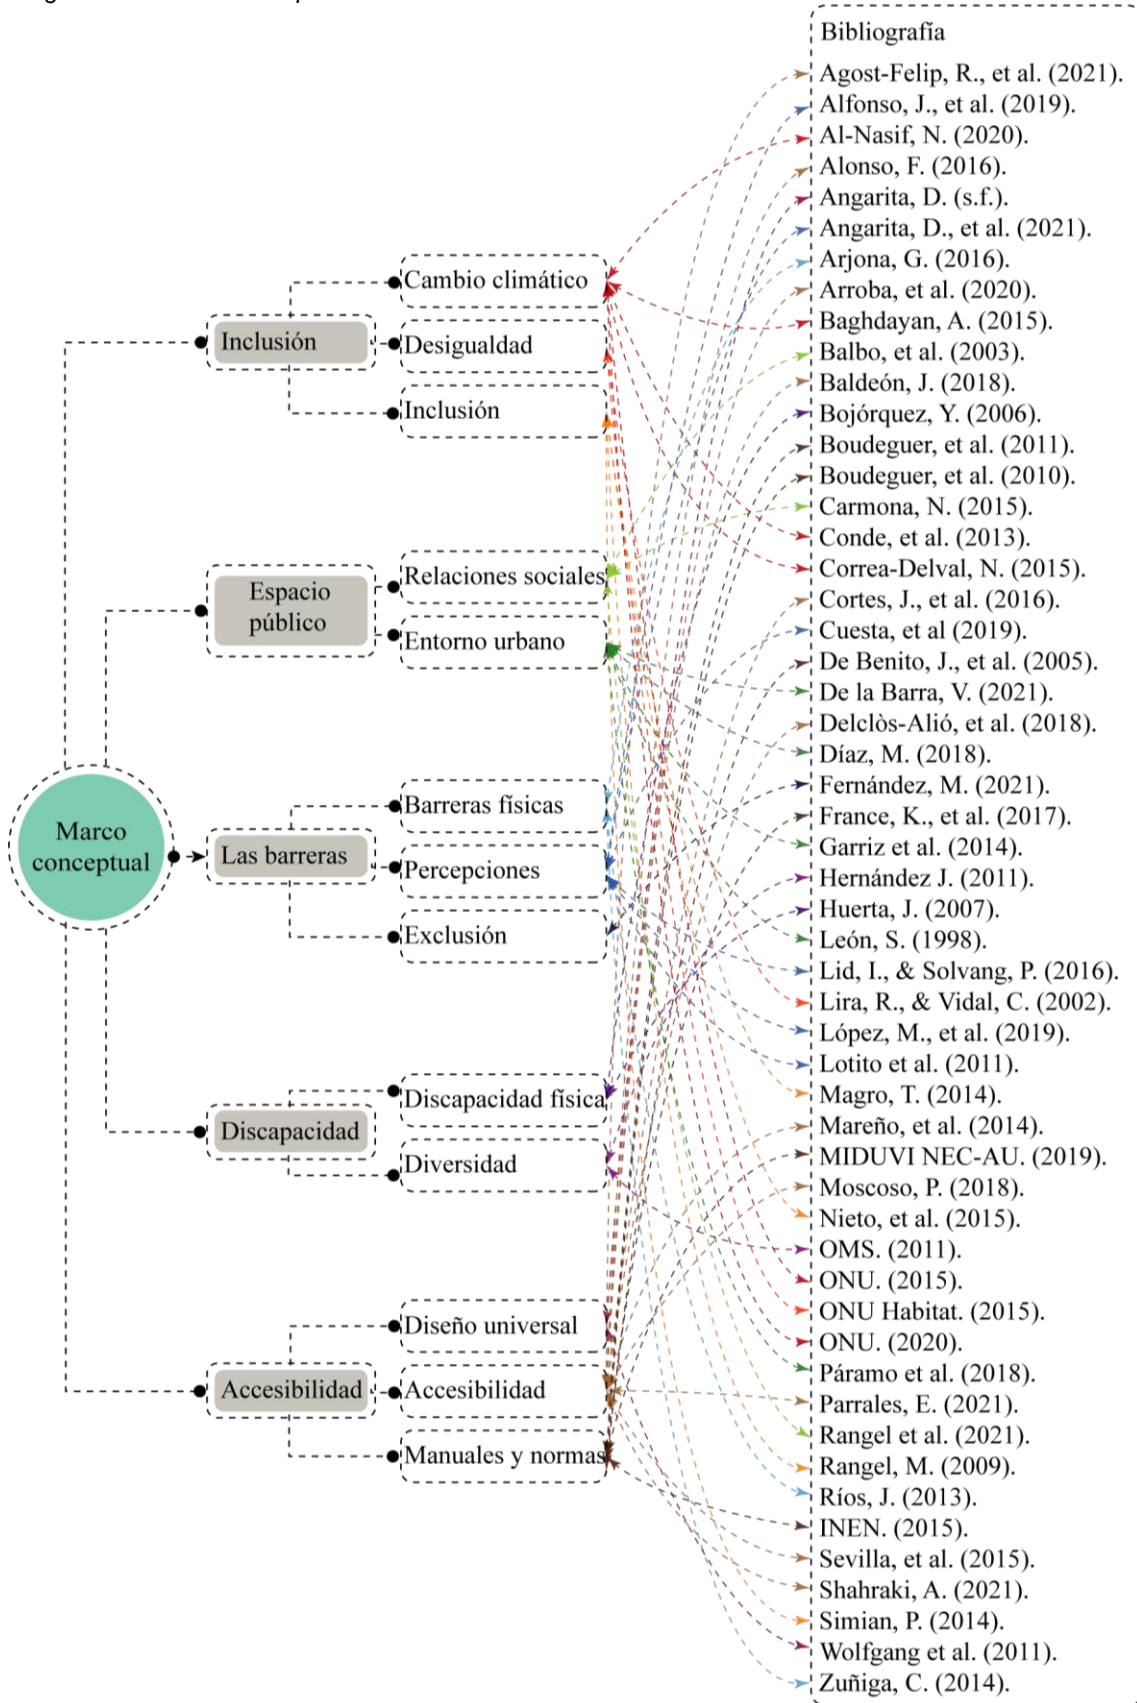 Marco
conceptual
Inclusión
Cambio climático
Desigualdad
Inclusión
Espacio
público
Relaciones sociales
Entorno urbano
Las barreras
Barreras físicas
Percepciones
Exclusión
Discapacidad
Discapacidad física
Diversidad
Accesibilidad
Diseño universal
Accesibilidad
Manuales y normas
Bibliografía
Agost-Felip, R., et al. (2021).
Alfonso, J., et al. (2019).
Al-Nasif, N. (2020).
Alonso, F. (2016).
Angarita, D. (s.f.).
Angarita, D., et al. (2021).
Arjona, G. (2016).
Arroba, et al. (2020).
Baghdayan, A. (2015).
Balbo, et al. (2003).
Baldeón, J. (2018).
Bojórquez, Y. (2006).
Boudeguer, et al. (2011).
Boudeguer, et al. (2010).
Carmona, N. (2015).
Conde, et al. (2013).
Correa-Delval, N. (2015).
Cortes, J., et al. (2016).
Cuesta, et al (2019).
De Benito, J., et al. (2005).
De la Barra, V. (2021).
Delclòs-Alió, et al. (2018).
Díaz, M. (2018).
Fernández, M. (2021).
France, K., et al. (2017).
Garriz et al. (2014).
Hernández J. (2011).
Huerta, J. (2007).
León, S. (1998).
Lid, I., & Solvang, P. (2016).
Lira, R., & Vidal, C. (2002).
López, M., et al. (2019).
Lotito et al. (2011).
Magro, T. (2014).
Mareño, et al. (2014).
MIDUVI NEC-AU. (2019).
Moscoso, P. (2018).
Nieto, et al. (2015).
OMS. (2011).
ONU. (2015).
ONU Habitat. (2015).
ONU. (2020).
Páramo et al. (2018).
Parrales, E. (2021).
Rangel et al. (2021).
Rangel, M. (2009).
Ríos, J. (2013).
INEN. (2015).
Sevilla, et al. (2015).
Shahraki, A. (2021).
Simian, P. (2014).
Wolfgang et al. (2011).
Zuñiga, C. (2014).